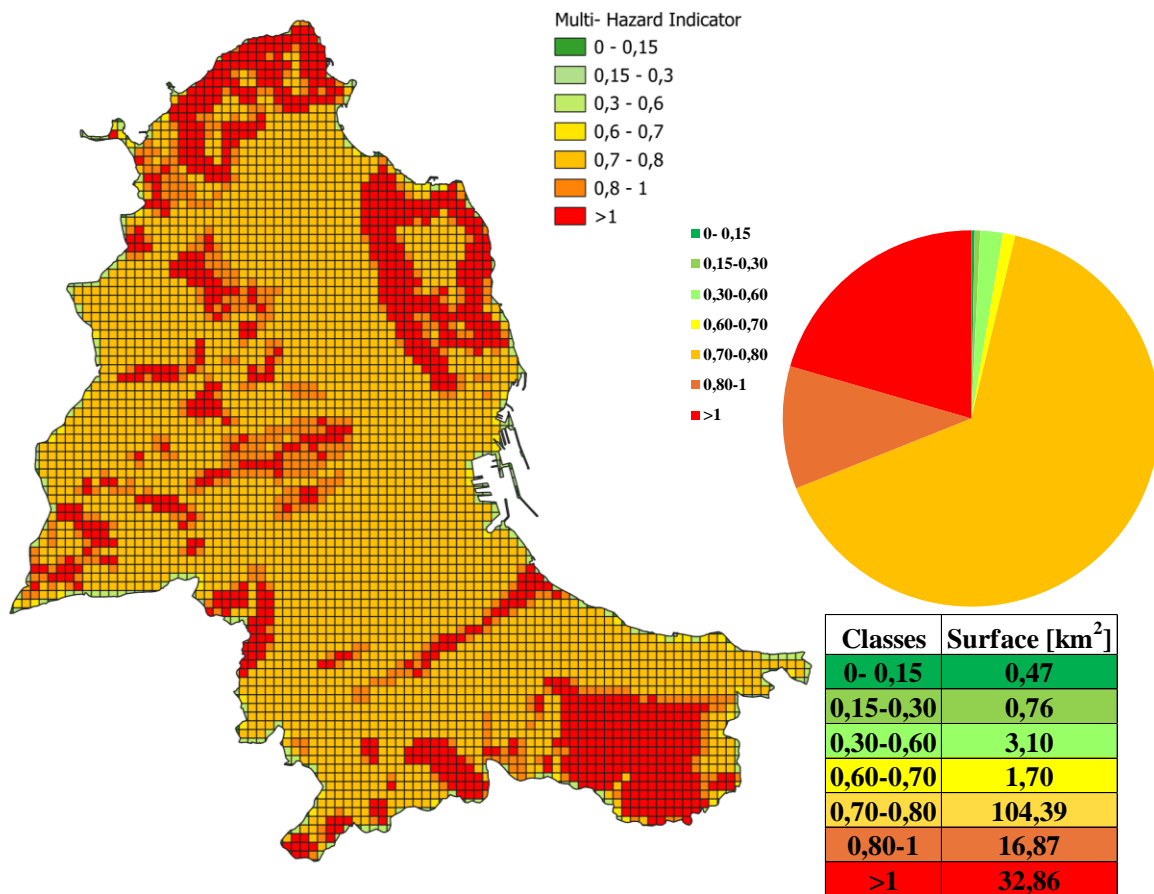 Multi- Hazard Indicator
0 - 0,15
0,15 - 0,3
0,3 - 0,6
0,6 - 0,7
0,7 - 0,8
0,8 - 1
>1
0- 0,15
0,15-0,30
0,30-0,60
0,60-0,70
0,70-0,80
0,80-1
>1
Classes Surface [km²]
0- 0,15 0,47
0,15-0,30 0,76
0,30-0,60 3,10
0,60-0,70 1,70
0,70-0,80 104,39
0,80-1 16,87
>1 32,86